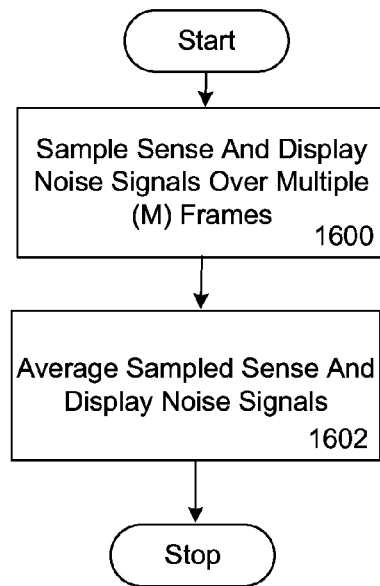 Start
Sample Sense And Display
Noise Signals Over Multiple
(M) Frames
1600
Average Sampled Sense And
Display Noise Signals
1602
Stop